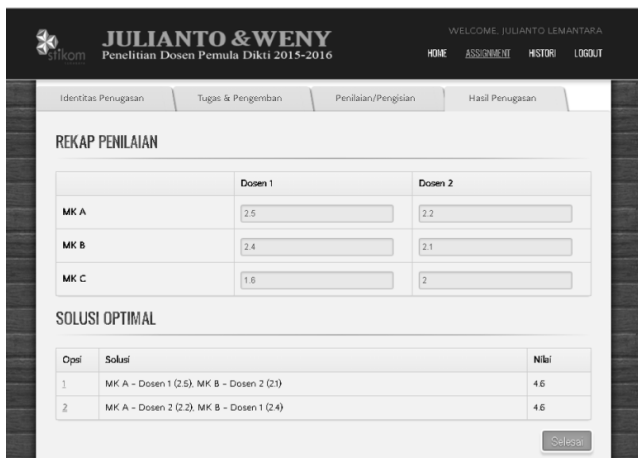 WELCOME, JULIANTO LEMANTARA
stikom
JULIANTO & WENY
Penelitian Dosen Pemula Dikti 2015-2016
HOME ASSIGNMENT HISTORI LOGOUT
Identitas Penugasan Tugas & Pengemban Penilaian/Pengisian Hasil Penugasan
REKAP PENILAIAN
Dosen 1 Dosen 2
MK A 2.5 2.2
MK B 2.4 2.1
MK C 1.6 2
SOLUSI OPTIMAL
Opsi Solusi Nilai
1 MK A - Dosen 1 (2.5), MK B - Dosen 2 (2.1) 4.6
2 MK A - Dosen 2 (2.2), MK B - Dosen 1 (2.4) 4.6
Selesai